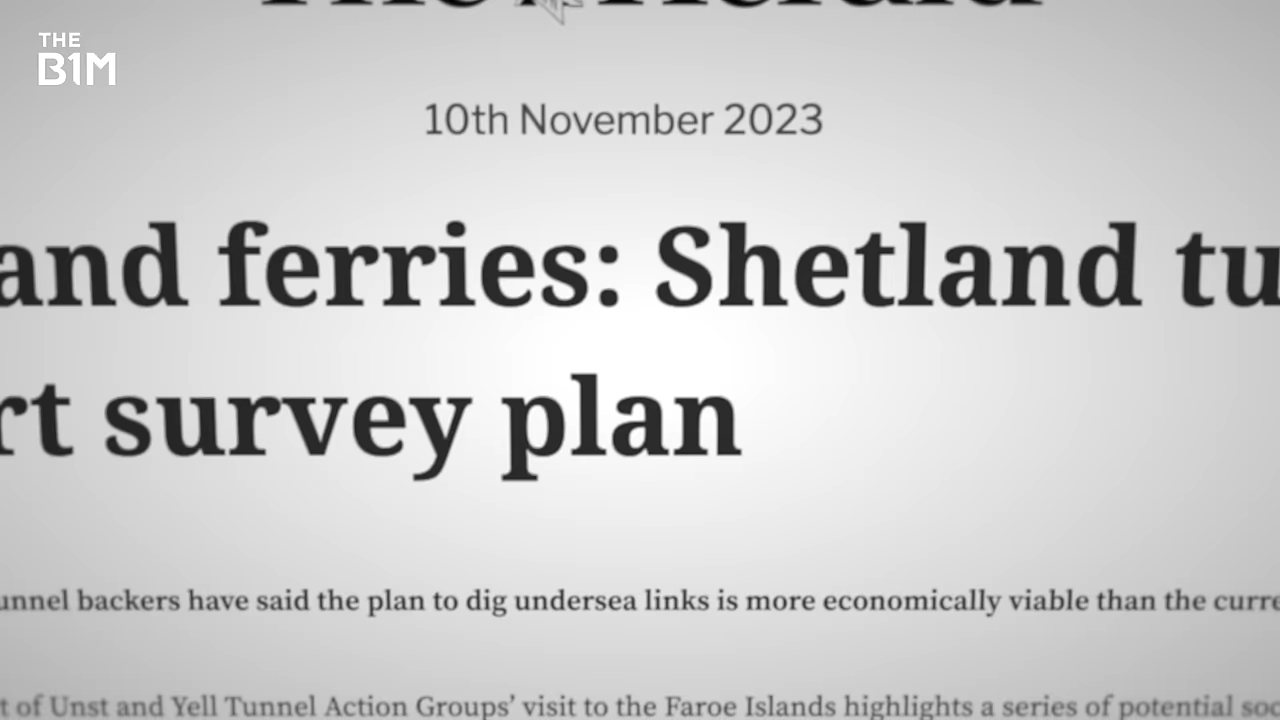 THE
B1M
The Herald
10th November 2023
and ferries: Shetland tu
rt survey plan
unnel backers have said the plan to dig undersea links is more economically viable than the curre
t of Unst and Yell Tunnel Action Groups’ visit to the Faroe Islands highlights a series of potential soc